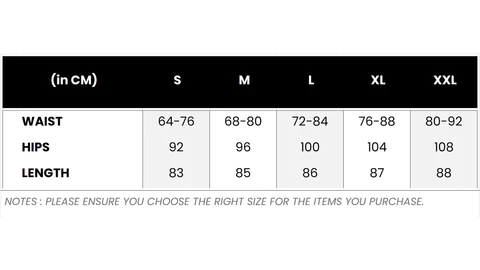 (in CM) S M L XL XXL
WAIST 64-76 68-80 72-84 76-88 80-92
HIPS 92 96 100 104 108
LENGTH 83 85 86 87 88
NOTES : PLEASE ENSURE YOU CHOOSE THE RIGHT SIZE FOR THE ITEMS YOU PURCHASE.